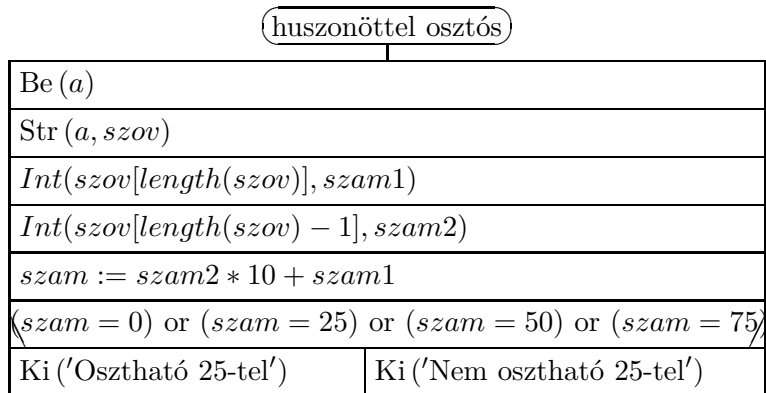 huszonöttel osztós
Be (a)
Str (a, szov)
Int(szov[length(szov)], szam1)
Int(szov[length(szov) − 1], szam2)
szam := szam2 ∗ 10 + szam1
(szam = 0) or (szam = 25) or (szam = 50) or (szam = 75)
Ki (′Osztható 25-tel′) Ki (′Nem osztható 25-tel′)